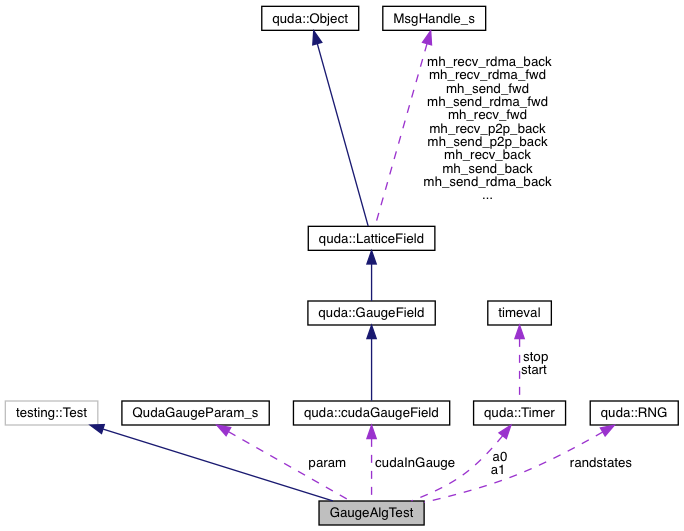 quda::Object
MsgHandle_s
mh_recv_rdma_back
mh_recv_rdma_fwd
mh_send_fwd
mh_send_rdma_fwd
mh_recv_fwd
mh_recv_p2p_back
mh_send_p2p_back
mh_recv_back
mh_send_back
mh_send_rdma_back
...
quda::LatticeField
quda::GaugeField
timeval
stop
start
testing::Test
QudaGaugeParam_s
quda::cudaGaugeField
quda::Timer
quda::RNG
param
cudaInGauge
a0
a1
randstates
GaugeAlgTest